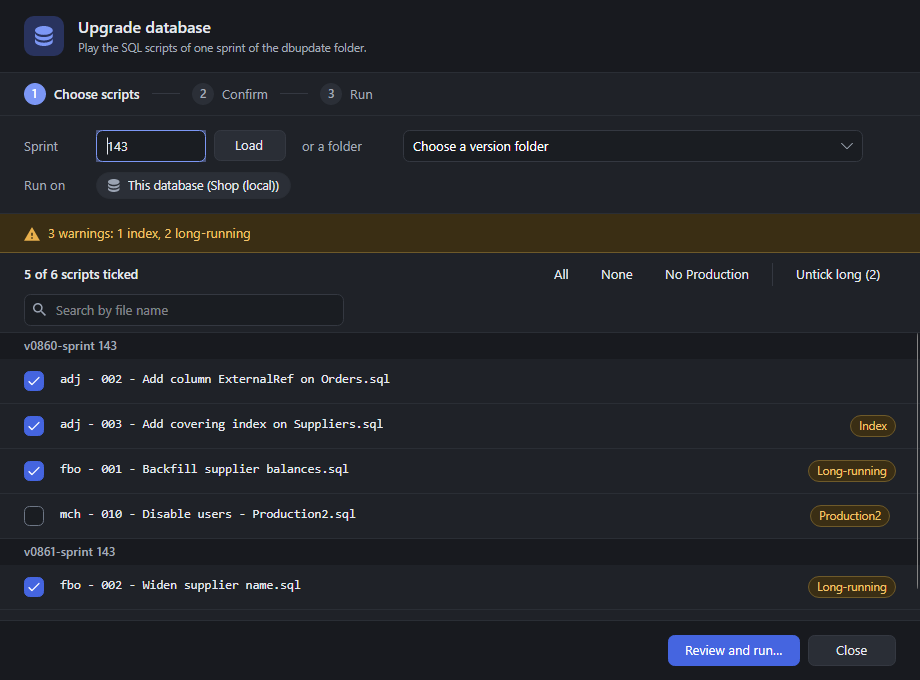 Upgrade database
Play the SQL scripts of one sprint of the dbupdate folder.
1 Choose scripts 2 Confirm 3 Run
Sprint 143 Load or a folder Choose a version folder
Run on This database (Shop (local))
3 warnings: 1 index, 2 long-running
5 of 6 scripts ticked All None No Production Untick long (2)
Search by file name
v0860-sprint 143
adj - 002 - Add column ExternalRef on Orders.sql
adj - 003 - Add covering index on Suppliers.sql Index
fbo - 001 - Backfill supplier balances.sql Long-running
mch - 010 - Disable users - Production2.sql Production2
v0861-sprint 143
fbo - 002 - Widen supplier name.sql Long-running
Review and run... Close